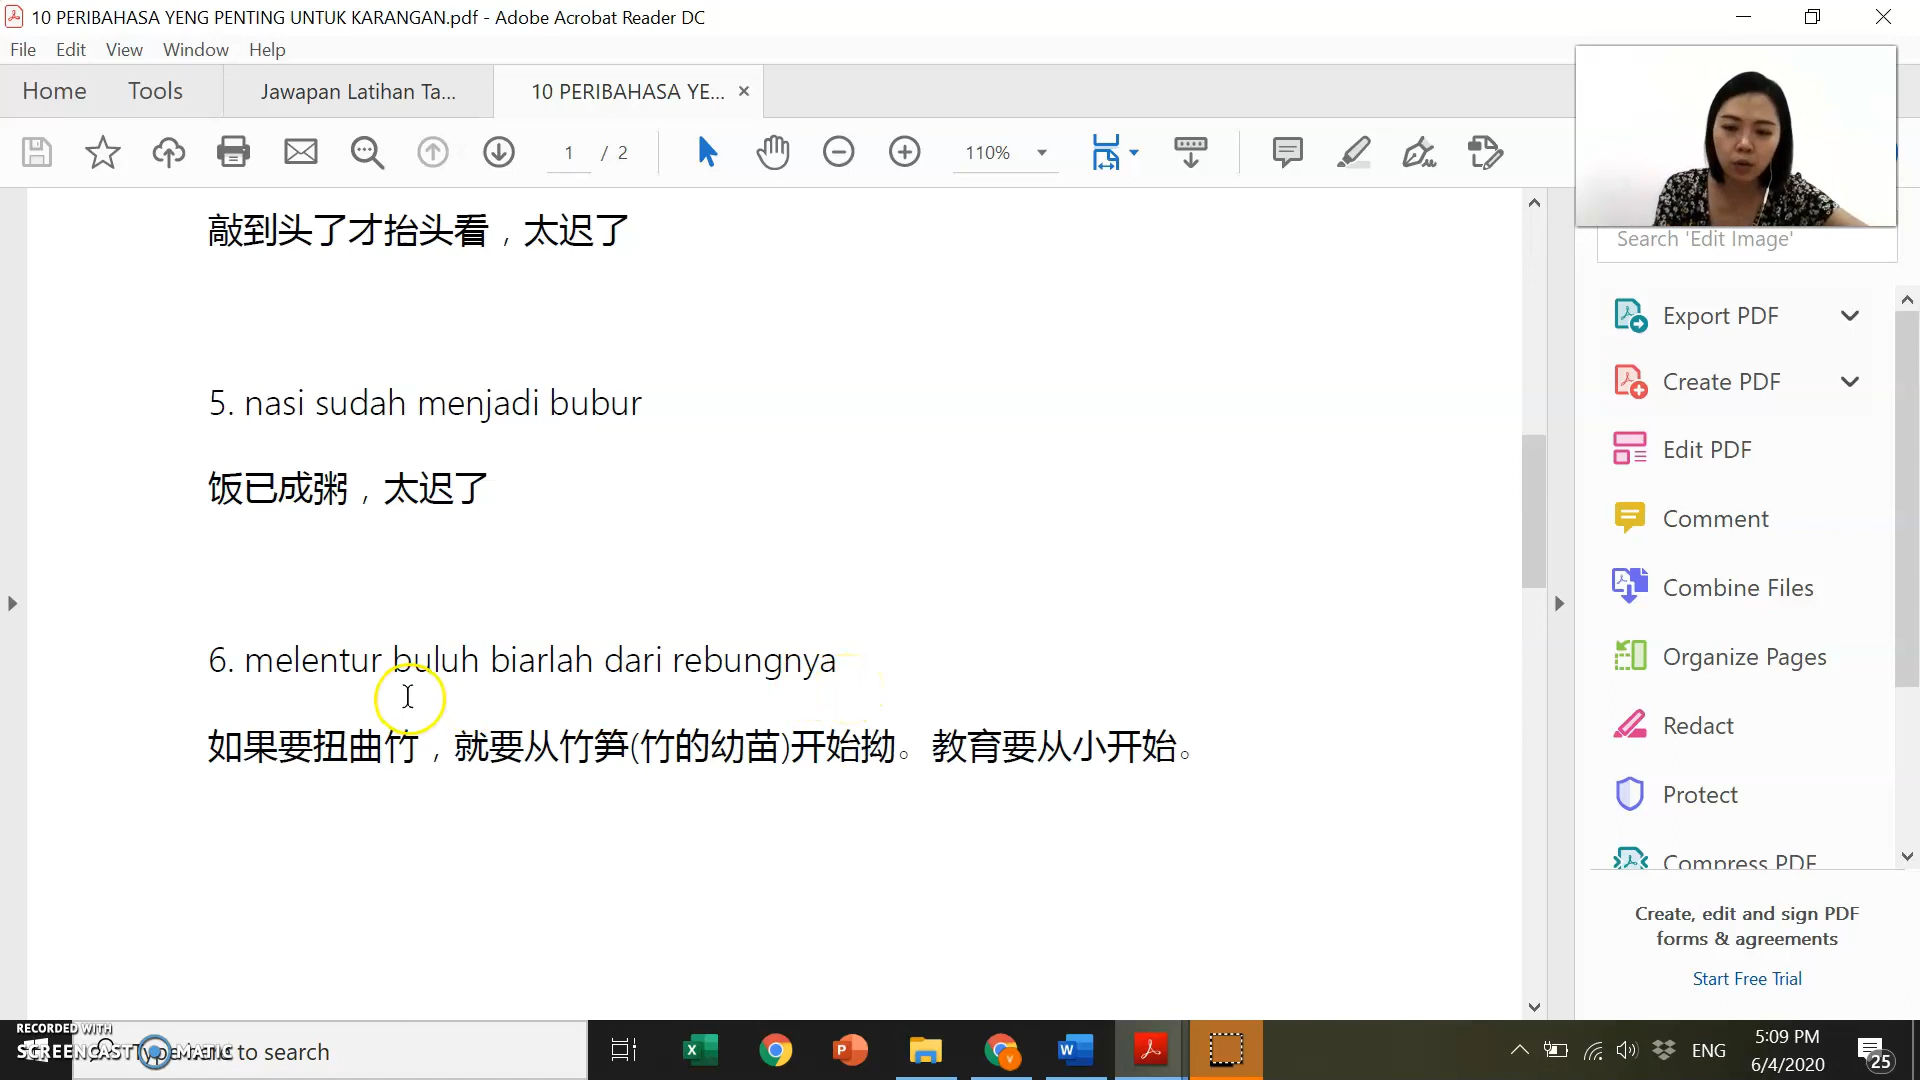 10 PERIBAHASA YENG PENTING UNTUK KARANGAN.pdf - Adobe Acrobat Reader DC
File Edit View Window Help
Home Tools Jawapan Latihan Ta... 10 PERIBAHASA YE... ×
1 / 2 110%
敲到头了才抬头看，太迟了
5. nasi sudah menjadi bubur
饭已成粥，太迟了
6. melentur buluh biarlah dari rebungnya
如果要扭曲竹，就要从竹笋(竹的幼苗)开始拗。教育要从小开始。
Search 'Edit Image'
Export PDF
Create PDF
Edit PDF
Comment
Combine Files
Organize Pages
Redact
Protect
Compress PDF
Create, edit and sign PDF
forms & agreements
Start Free Trial
RECORDED WITH
SCREENCAST MATIC
Type here to search
ENG
5:09 PM
6/4/2020
25